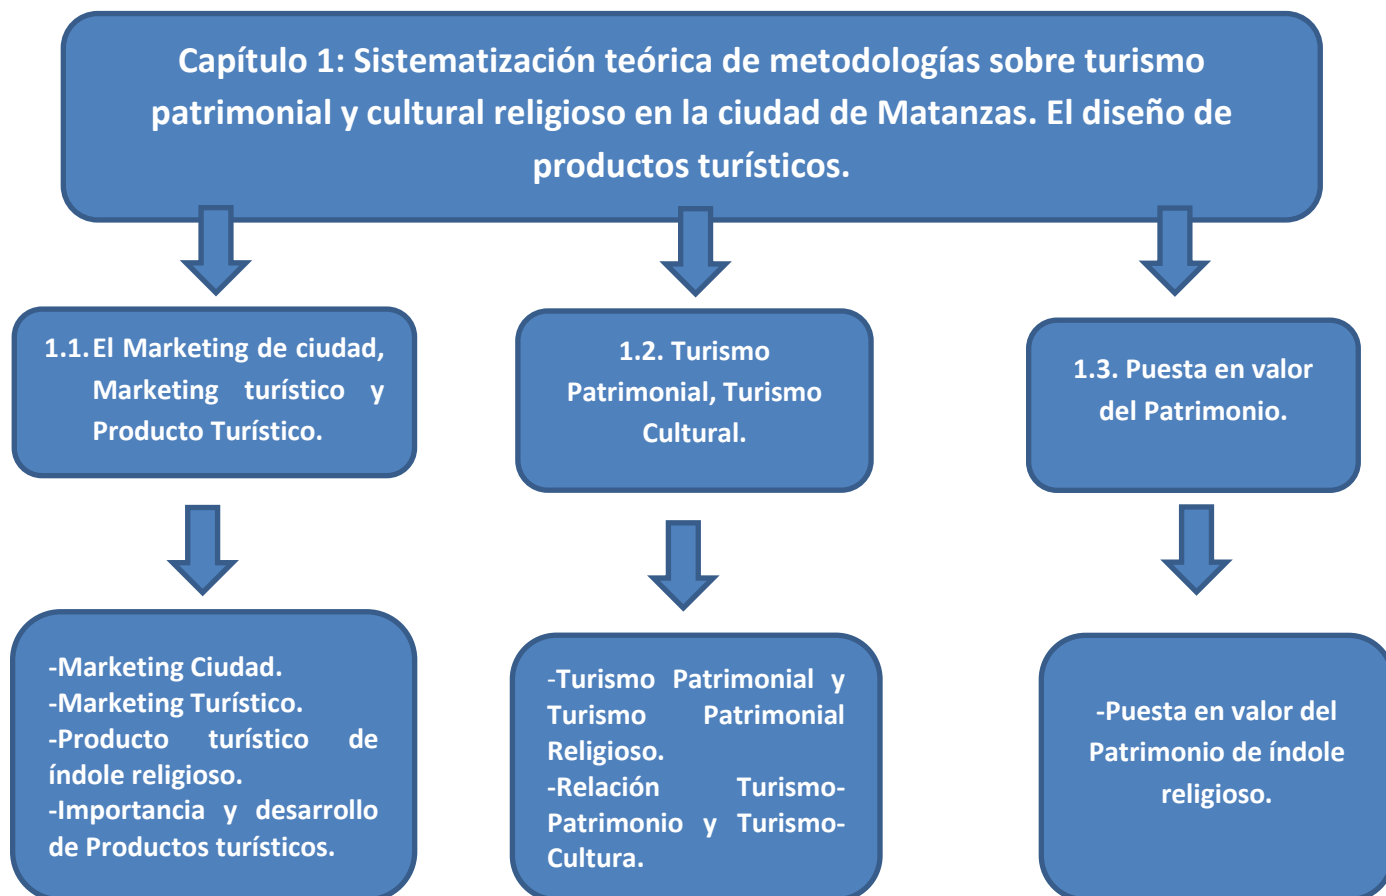 Capítulo 1: Sistematización teórica de metodologías sobre turismo
patrimonial y cultural religioso en la ciudad de Matanzas. El diseño de
productos turísticos.
1.1. El Marketing de ciudad,
Marketing turístico y
Producto Turístico.
1.2. Turismo
Patrimonial, Turismo
Cultural.
1.3. Puesta en valor
del Patrimonio.
-Marketing Ciudad.
-Marketing Turístico.
-Producto turístico de
índole religioso.
-Importancia y desarrollo
de Productos turísticos.
-Turismo Patrimonial y
Turismo Patrimonial
Religioso.
-Relación Turismo-
Patrimonio y Turismo-
Cultura.
-Puesta en valor del
Patrimonio de índole
religioso.